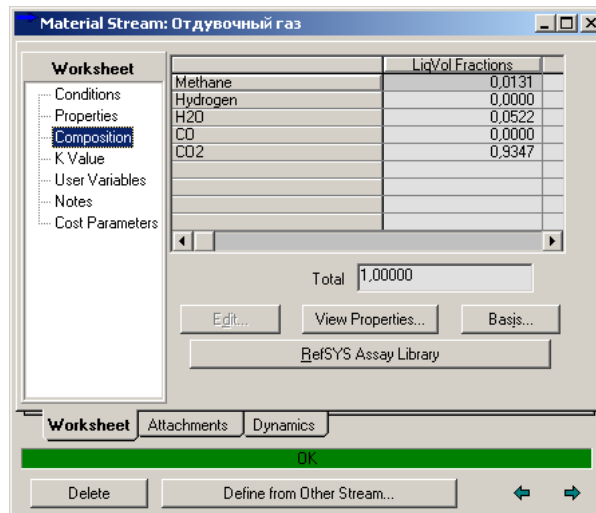 Material Stream: Отдувочный газ
Worksheet
Conditions
Properties
Composition
K Value
User Variables
Notes
Cost Parameters
LiqVol Fractions
Methane 0,0131
Hydrogen 0,0000
H2O 0,0522
CO 0,0000
CO2 0,9347
Total 1,00000
Edit... View Properties... Basis...
RefSYS Assay Library
Worksheet Attachments Dynamics
OK
Delete Define from Other Stream...